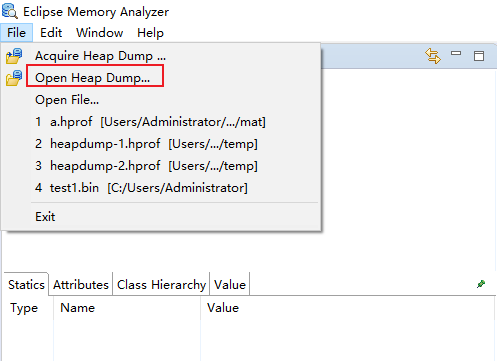 Eclipse Memory Analyzer
File Edit Window Help
Acquire Heap Dump ...
Open Heap Dump...
Open File...
1 a.hprof [Users/Administrator/.../mat]
2 heapdump-1.hprof [Users/.../temp]
3 heapdump-2.hprof [Users/.../temp]
4 test1.bin [C:/Users/Administrator]
Exit
Statics Attributes Class Hierarchy Value
Type Name Value